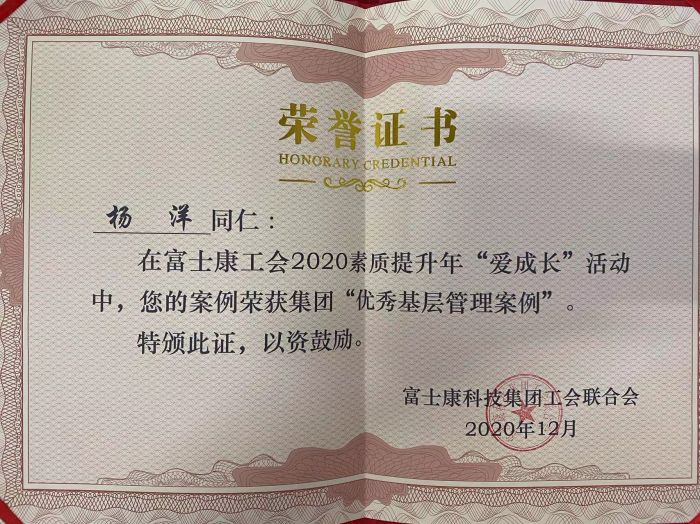 荣誉证书
HONORARY CREDENTIAL
杨 洋 同仁：
在富士康工会2020素质提升年“爱成长”活动
中，您的案例荣获集团“优秀基层管理案例”。
特颁此证，以资鼓励。
富士康科技集团工会联合会
2020年12月